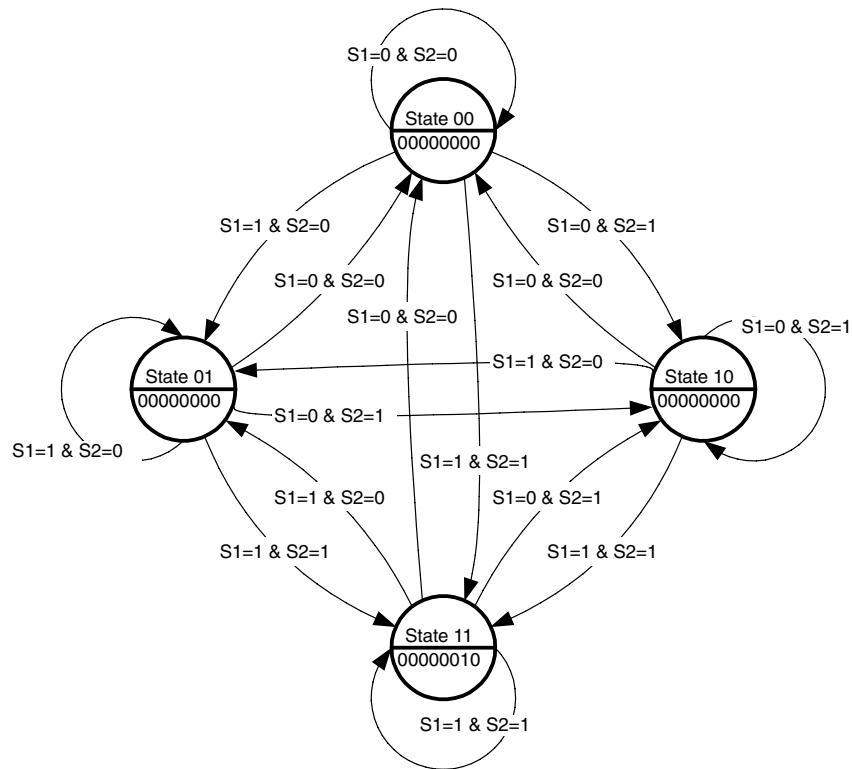 S1=0 & S2=0
State 00
00000000
S1=1 & S2=0
S1=0 & S2=1
S1=0 & S2=0
S1=0 & S2=0
S1=0 & S2=0
S1=0 & S2=1
S1=1 & S2=0
State 01
00000000
State 10
00000000
S1=0 & S2=1
S1=1 & S2=0
S1=1 & S2=1
S1=1 & S2=0
S1=0 & S2=1
S1=1 & S2=1
S1=1 & S2=1
State 11
00000010
S1=1 & S2=1